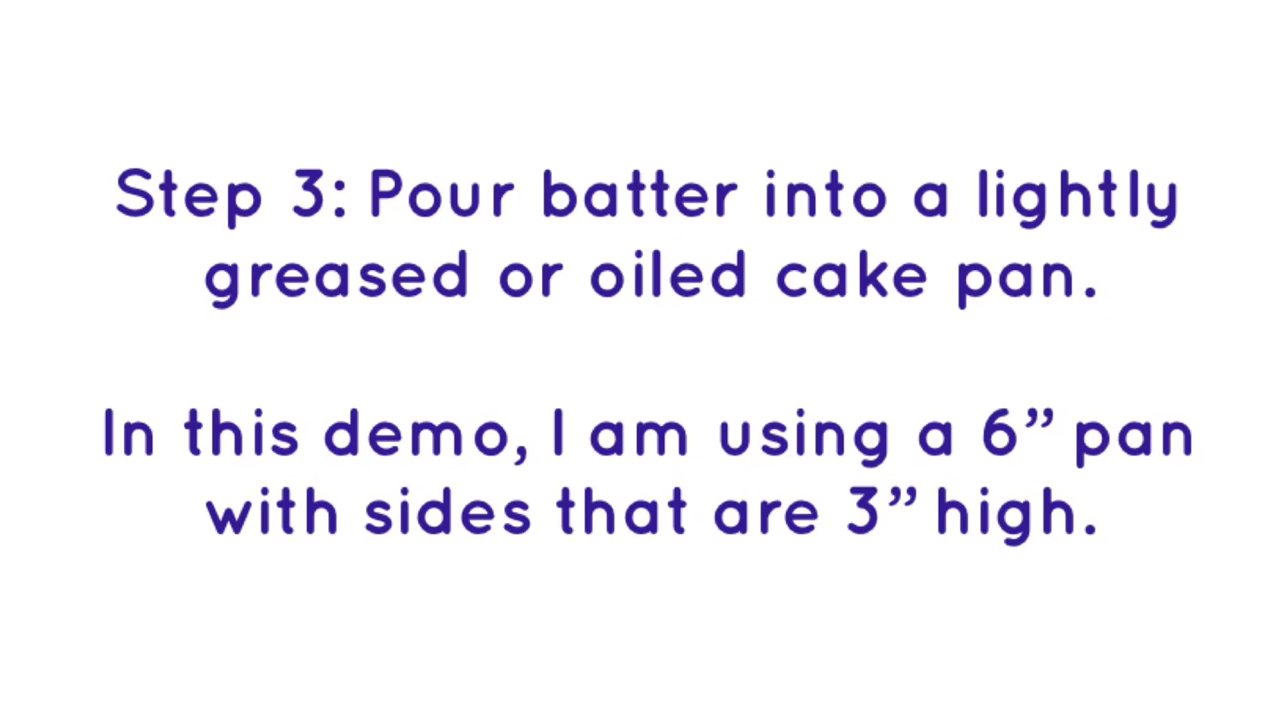 Step 3: Pour batter into a lightly
greased or oiled cake pan.
In this demo, I am using a 6” pan
with sides that are 3” high.